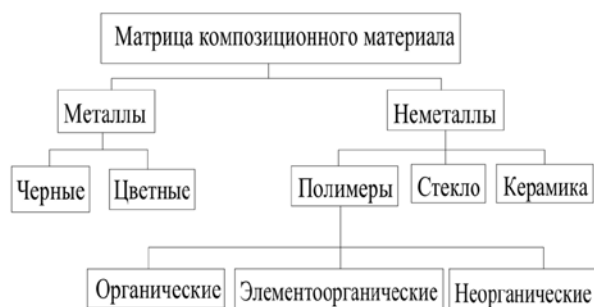 Матрица композиционного материала
Металлы
Неметаллы
Черные
Цветные
Полимеры
Стекло
Керамика
Органические
Элементоорганические
Неорганические